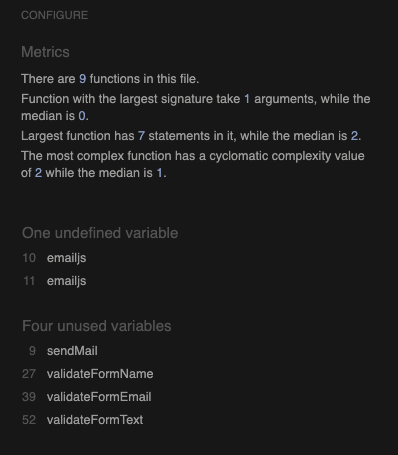 CONFIGURE
Metrics
There are 9 functions in this file.
Function with the largest signature take 1 arguments, while the
median is 0.
Largest function has 7 statements in it, while the median is 2.
The most complex function has a cyclomatic complexity value
of 2 while the median is 1.
One undefined variable
10 emailjs
11 emailjs
Four unused variables
9 sendMail
27 validateFormName
39 validateFormEmail
52 validateFormText